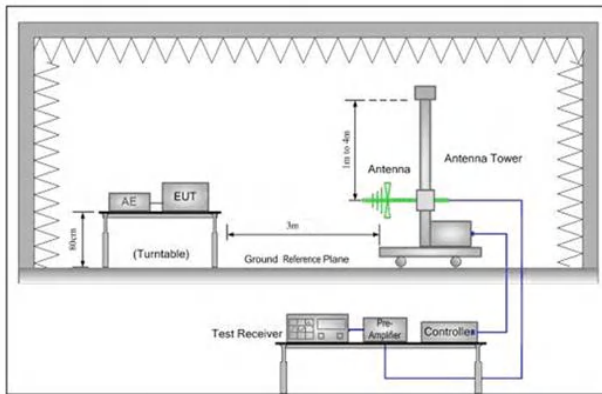 1m to 4m
Antenna
Antenna Tower
AE
EUT
80cm
(Turntable)
3m
Ground Reference Plane
Test Receiver
Pre-
Amplifier
Controller